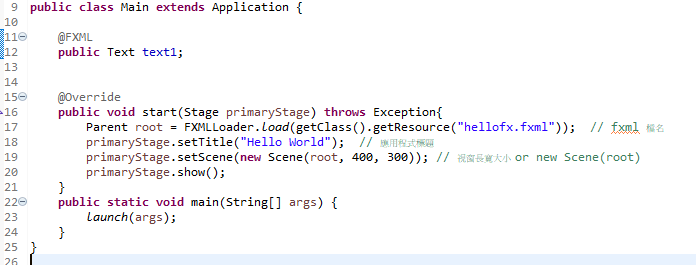 9 public class Main extends Application {
10
11 @FXML
12 public Text text1;
13
14
15 @Override
16 public void start(Stage primaryStage) throws Exception{
17 Parent root = FXMLLoader.load(getClass().getResource("hellofx.fxml")); // fxml 檔名
18 primaryStage.setTitle("Hello World"); // 應用程式標題
19 primaryStage.setScene(new Scene(root, 400, 300)); // 視窗長寬大小 or new Scene(root)
20 primaryStage.show();
21 }
22 public static void main(String[] args) {
23 launch(args);
24 }
25 }
26